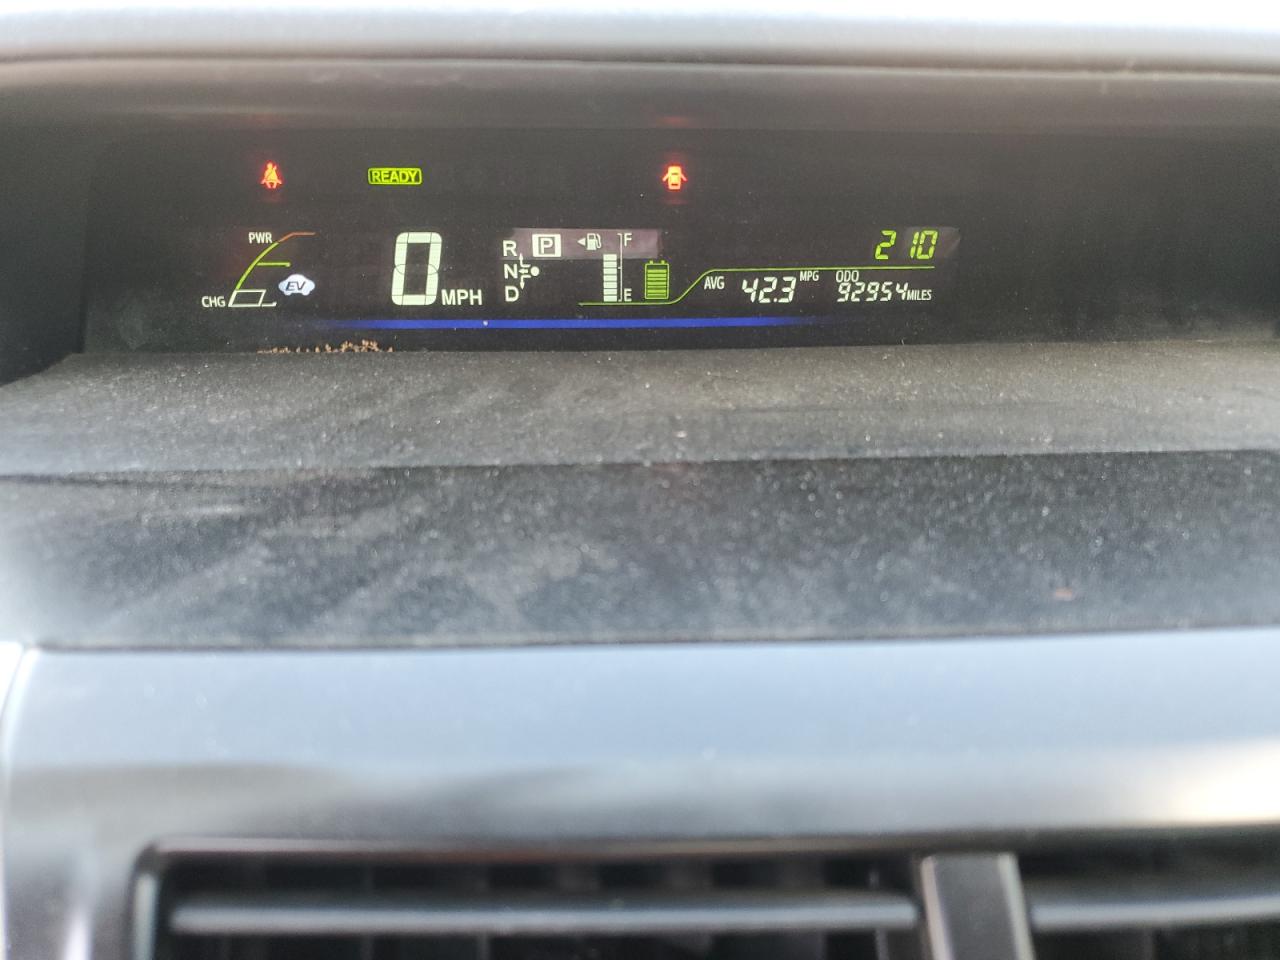 READY
PWR
CHG
EV
0 MPH
R
P
N
D
F
E
2 10
AVG 42.3 MPG
ODO
92954 MILES